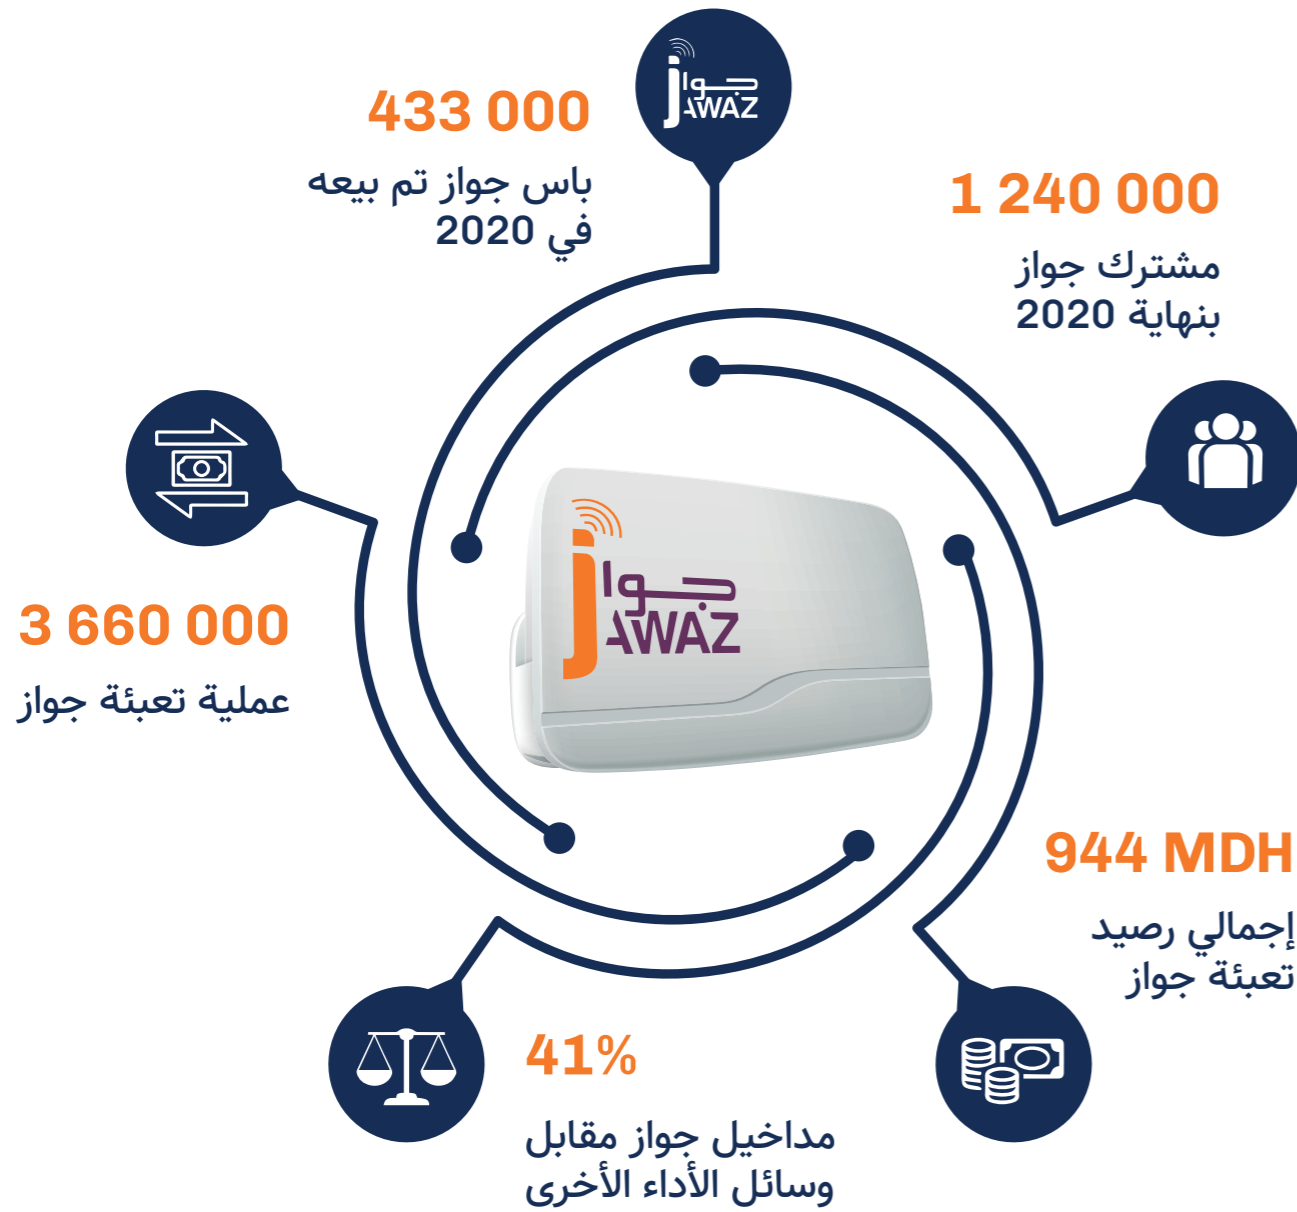 جواز
JAWAZ
433 000
باس جواز تم بيعه
في 2020
1 240 000
مشترك جواز
بنهاية 2020
3 660 000
عملية تعبئة جواز
جواز
JAWAZ
944 MDH
إجمالي رصيد
تعبئة جواز
41%
مداخيل جواز مقابل
وسائل الأداء الأخرى